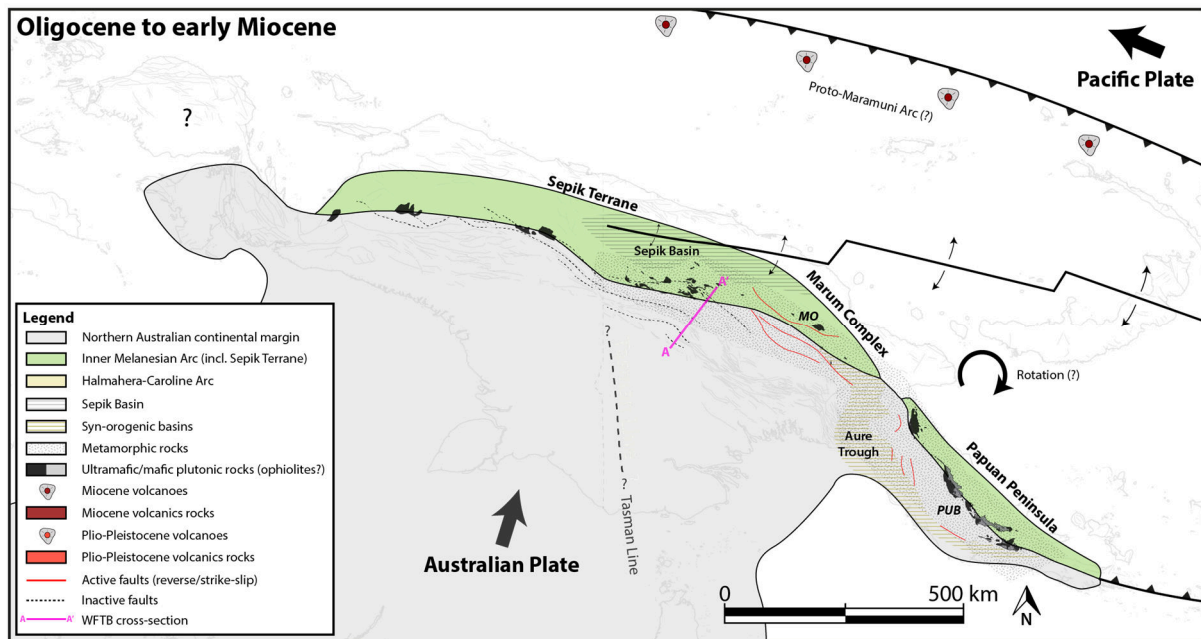 Oligocene to early Miocene
Pacific Plate
Proto-Maramuni Arc (?)
?
Sepik Terrane
Sepik Basin
Marum Complex
MO
A'
A
Rotation (?)
Aure
Trough
PUB
Papuan Peninsula
?
? Tasman Line
Australian Plate
0 500 km
N
Legend
Northern Australian continental margin
Inner Melanesian Arc (incl. Sepik Terrane)
Halmahera-Caroline Arc
Sepik Basin
Syn-orogenic basins
Metamorphic rocks
Ultramafic/mafic plutonic rocks (ophiolites?)
Miocene volcanoes
Miocene volcanics rocks
Plio-Pleistocene volcanoes
Plio-Pleistocene volcanics rocks
Active faults (reverse/strike-slip)
Inactive faults
A A' WFTB cross-section